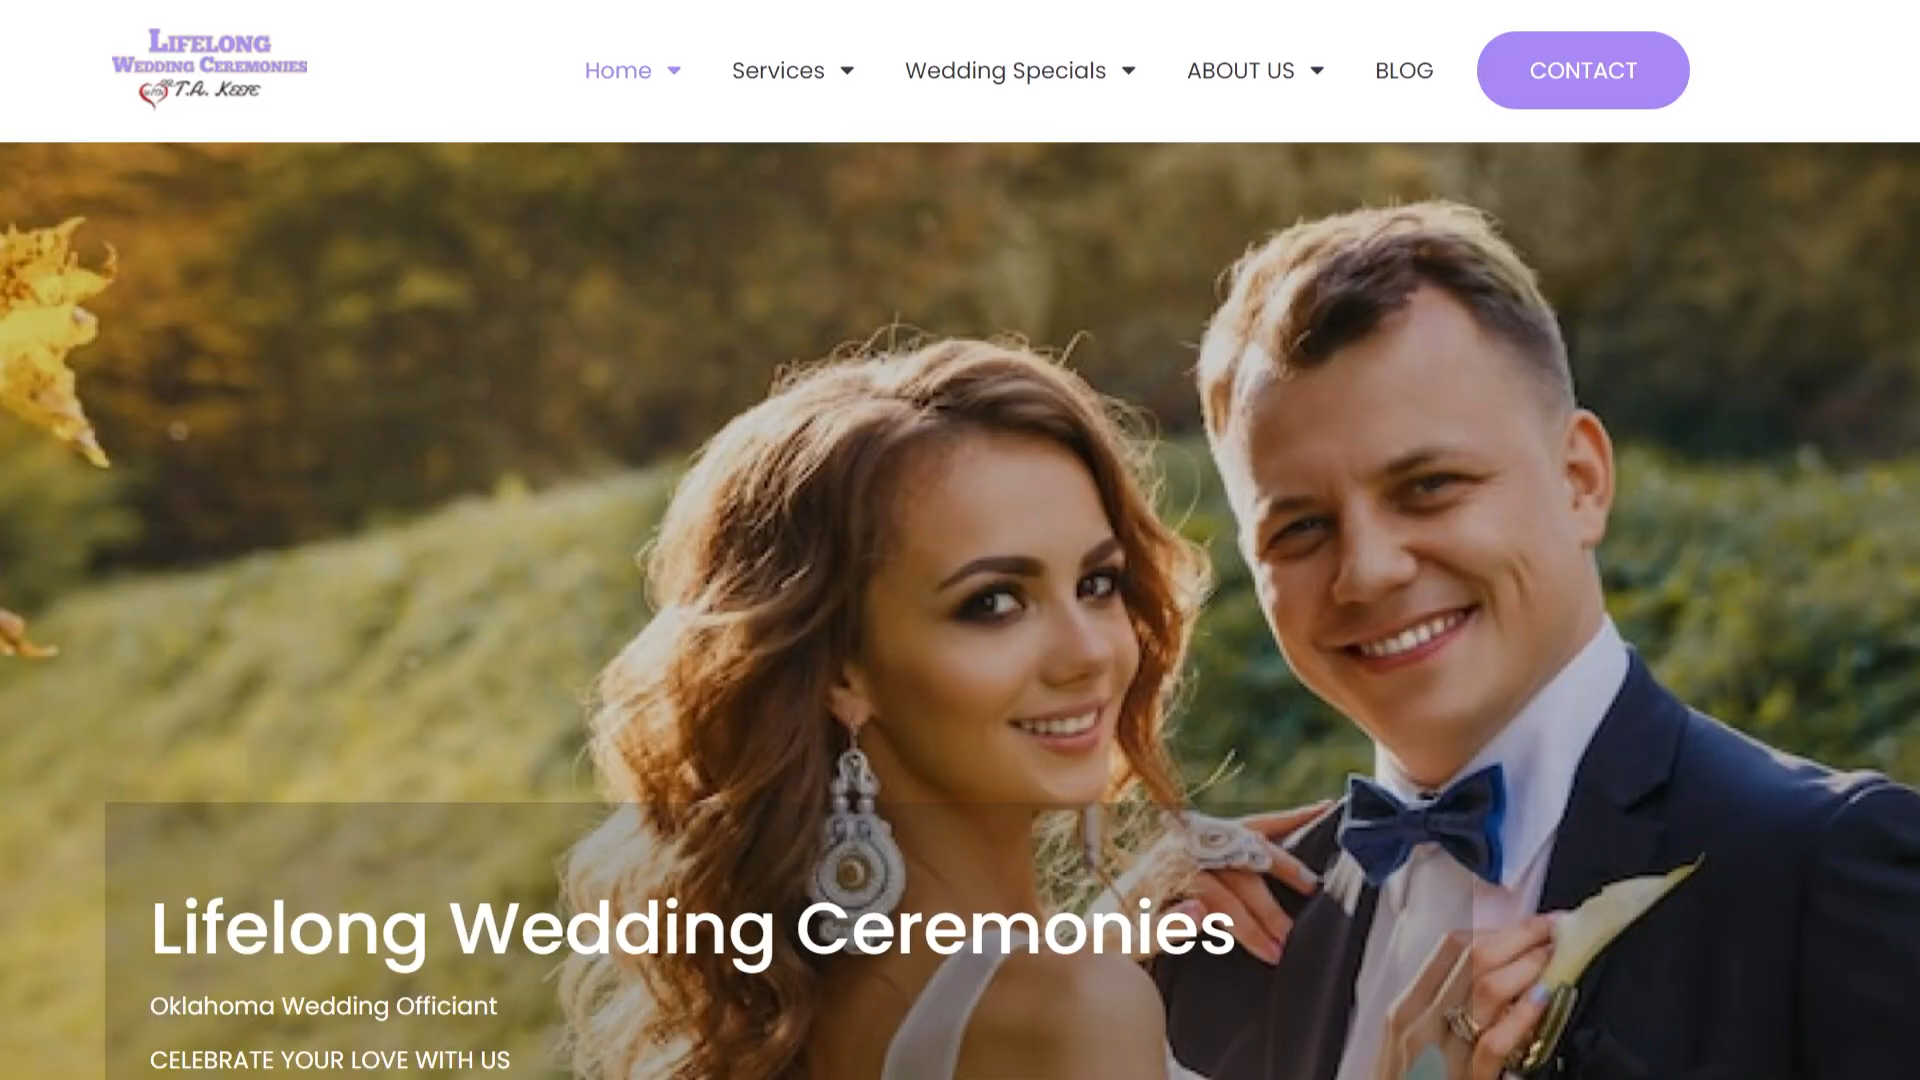 LIFELONG
WEDDING CEREMONIES
with T.A. KEEFE
Home
Services
Wedding Specials
ABOUT US
BLOG
CONTACT
Lifelong Wedding Ceremonies
Oklahoma Wedding Officiant
CELEBRATE YOUR LOVE WITH US